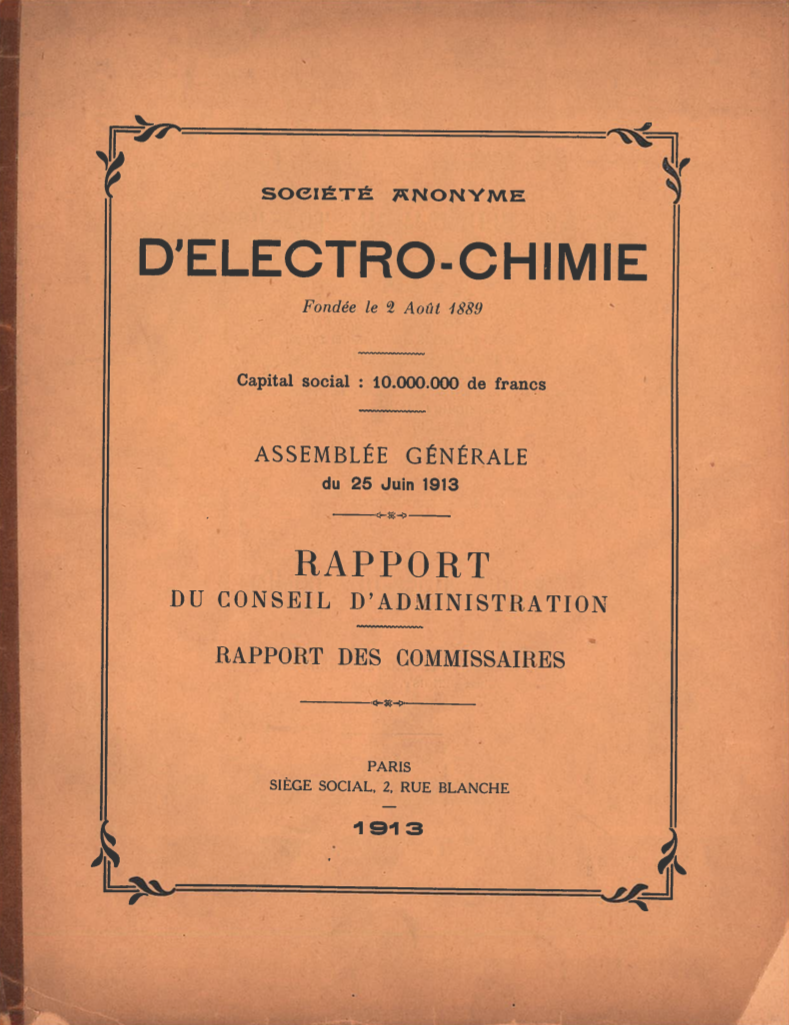 SOCIÉTÉ ANONYME
D'ELECTRO-CHIMIE
Fondée le 2 Août 1889
Capital social : 10.000.000 de francs
ASSEMBLÉE GÉNÉRALE
du 25 Juin 1913
RAPPORT
DU CONSEIL D'ADMINISTRATION
RAPPORT DES COMMISSAIRES
PARIS
SIÈGE SOCIAL, 2, RUE BLANCHE
1913